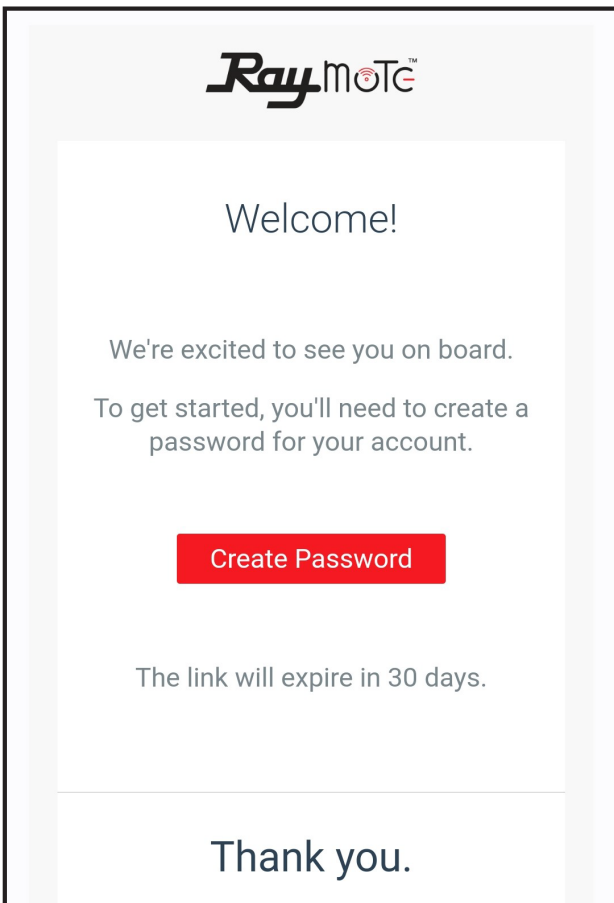 Raymote™
Welcome!
We're excited to see you on board.
To get started, you'll need to create a
password for your account.
Create Password
The link will expire in 30 days.
Thank you.